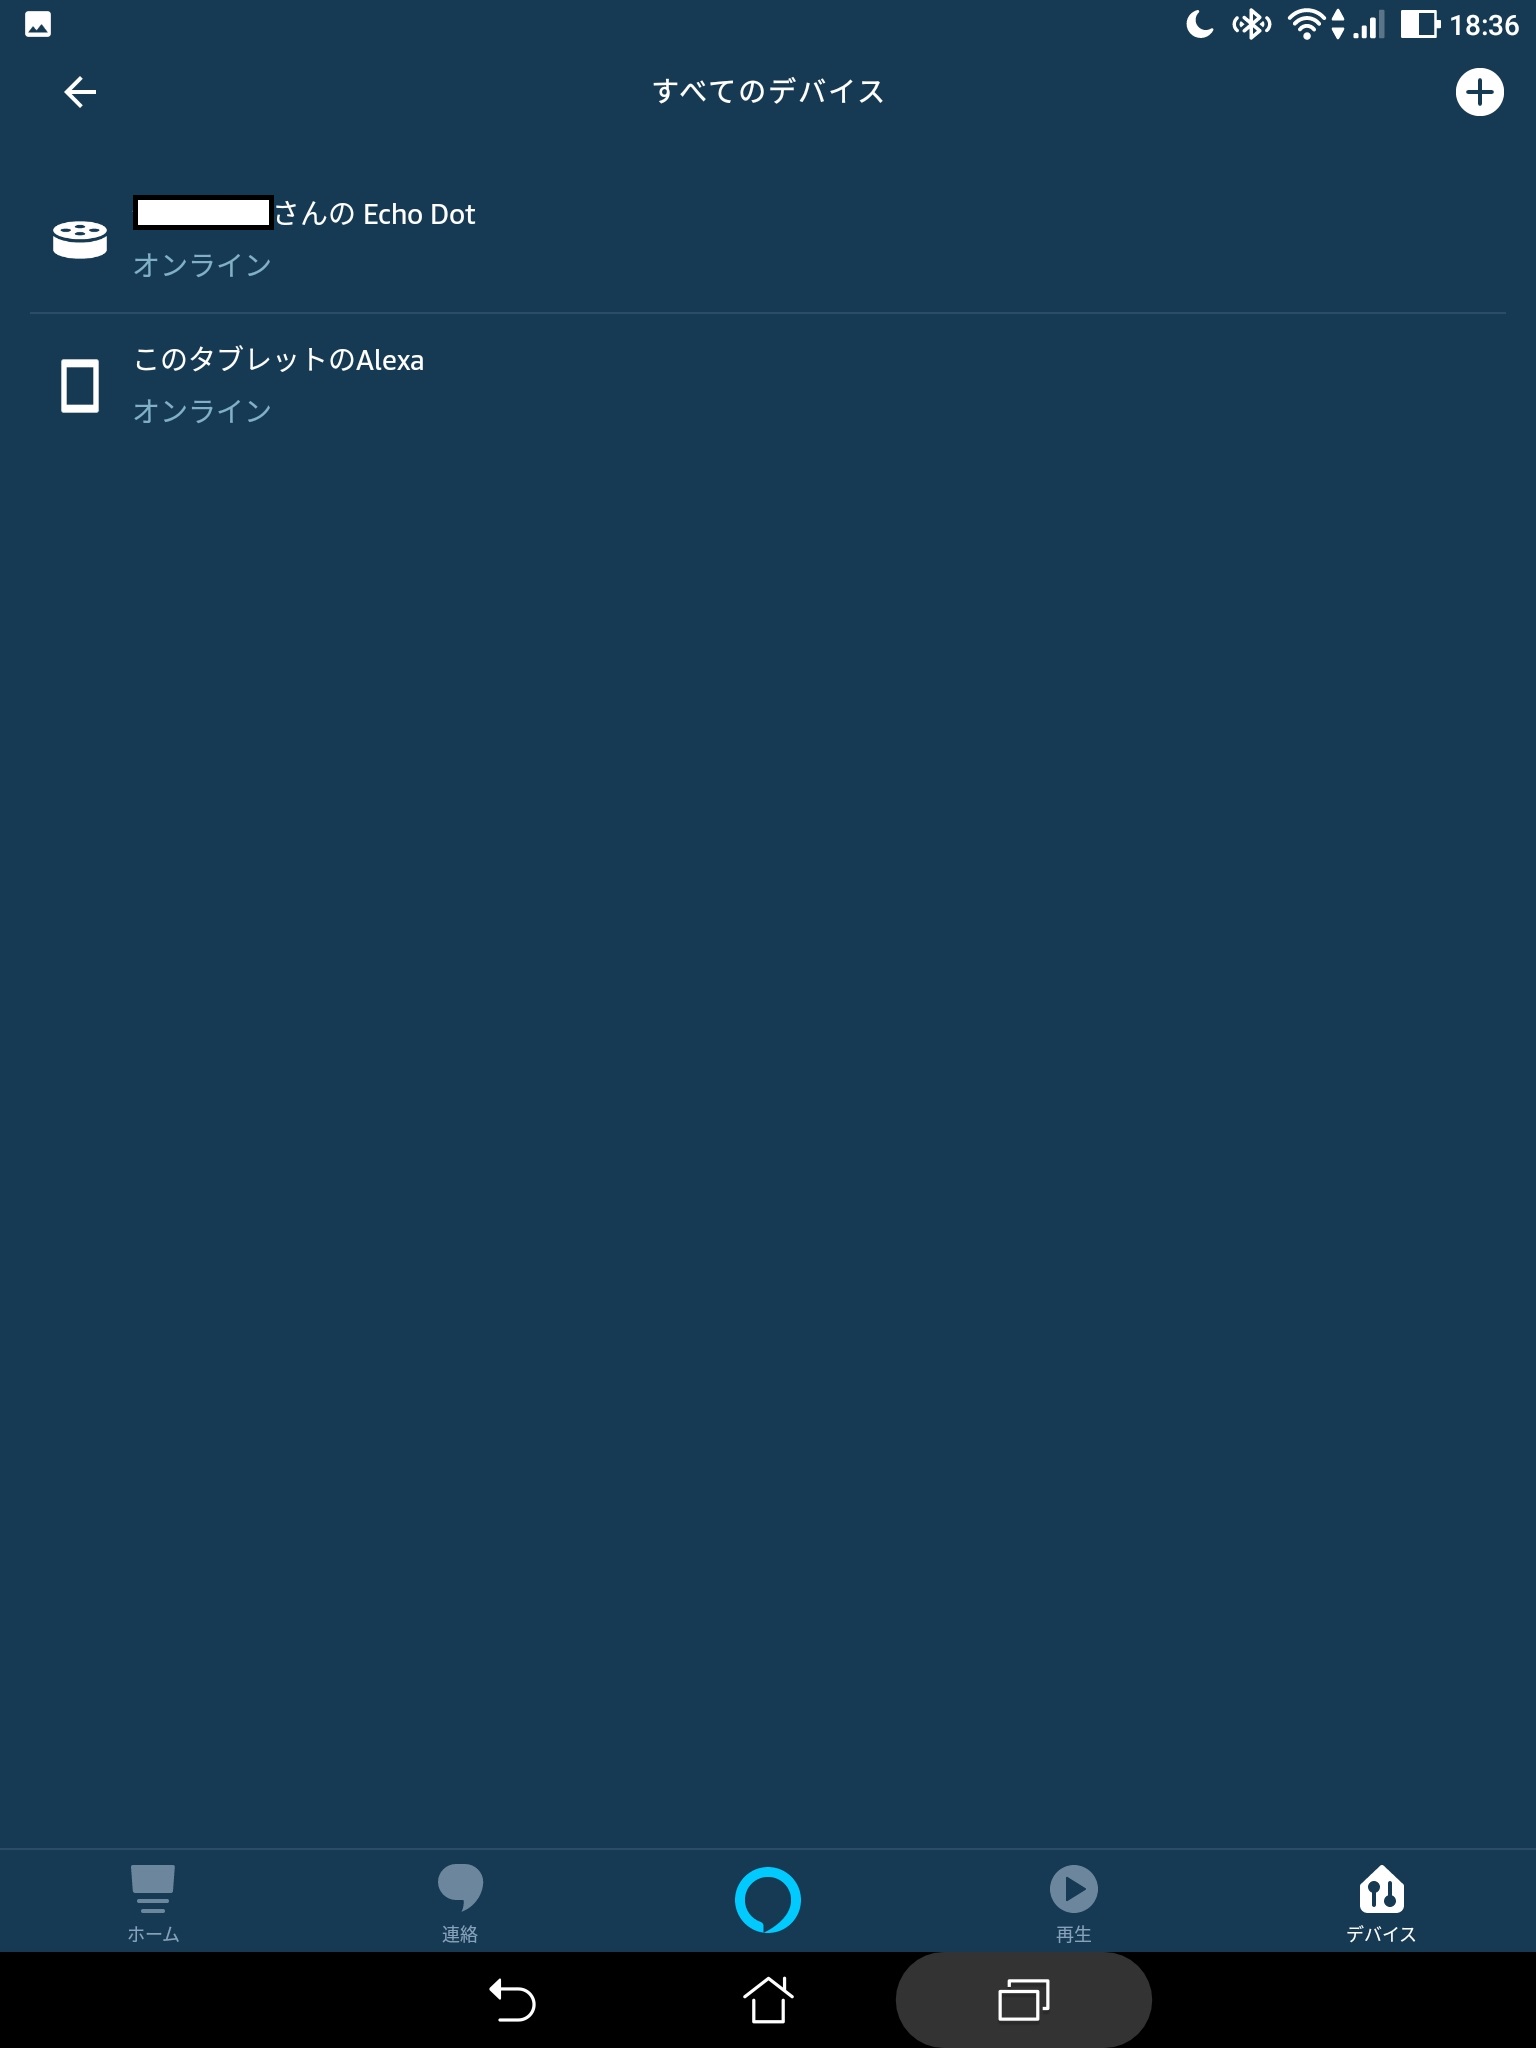 18:36
すべてのデバイス
さんの Echo Dot
オンライン
このタブレットのAlexa
オンライン
ホーム
連絡
再生
デバイス